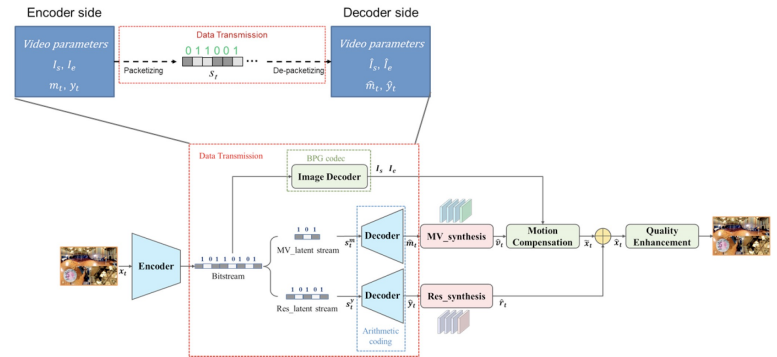 Encoder side
Decoder side
Data Transmission
Video parameters
I_s, I_e
m_t, y_t
0 1 1 0 0 1
Packetizing
S_t
...
De-packetizing
Video parameters
Î_s, Î_e
m̂_t, ŷ_t
Data Transmission
BPG codec
Image Decoder
I_s I_e
1 0 1
MV_latent stream
s_t^m
Decoder
m̂_t
MV_synthesis
v̂_t
Motion
Compensation
x̄_t
x̃_t
Quality
Enhancement
x_t
Encoder
1 0 1 1 0 1 0 1
Bitstream
1 0 1 0 1
Res_latent stream
s_t^y
Decoder
ŷ_t
Res_synthesis
r̂_t
Arithmetic
coding